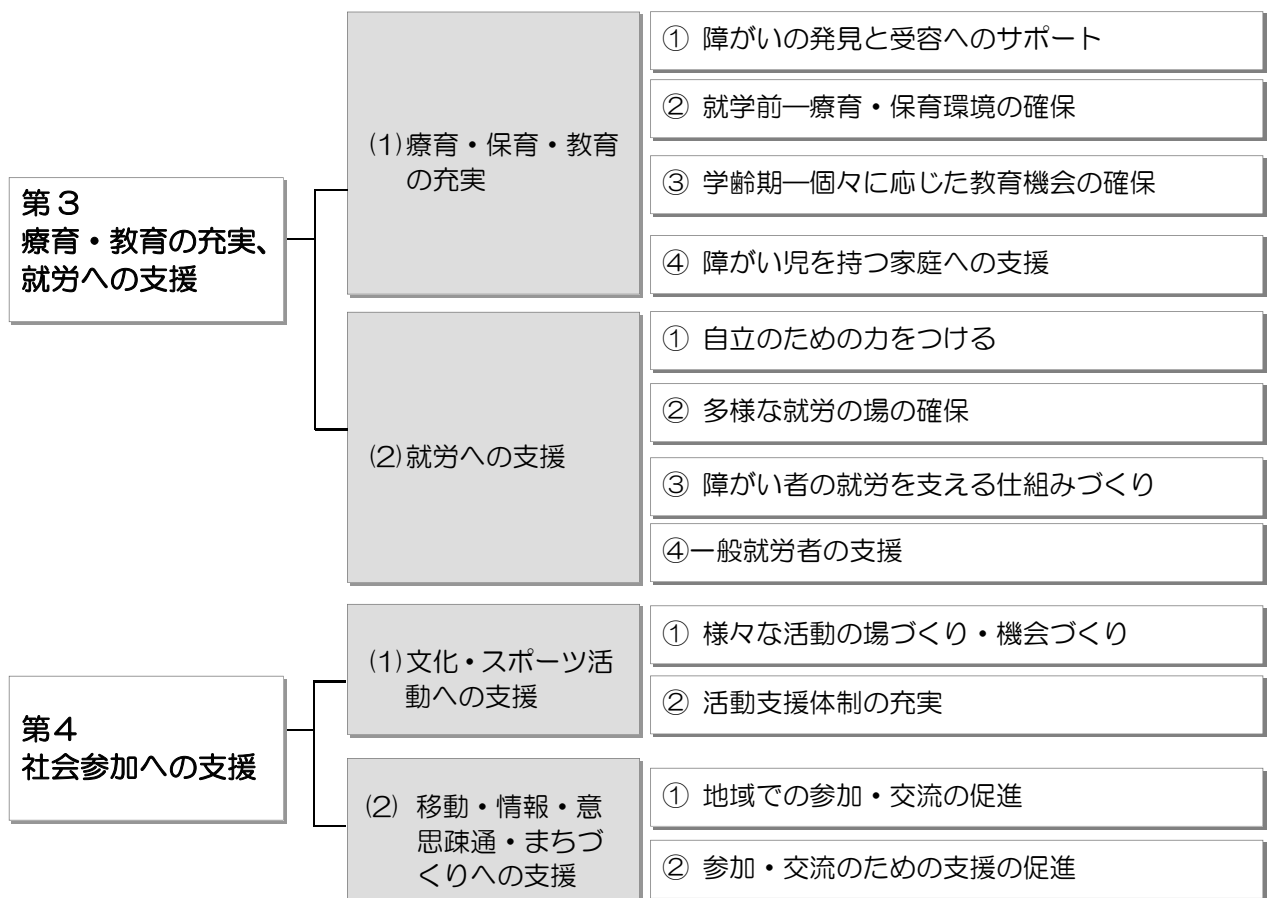 第3
療育・教育の充実、
就労への支援
(1)療育・保育・教育
の充実
① 障がいの発見と受容へのサポート
② 就学前―療育・保育環境の確保
③ 学齢期―個々に応じた教育機会の確保
④ 障がい児を持つ家庭への支援
(2)就労への支援
① 自立のための力をつける
② 多様な就労の場の確保
③ 障がい者の就労を支える仕組みづくり
④一般就労者の支援
第4
社会参加への支援
(1)文化・スポーツ活
動への支援
① 様々な活動の場づくり・機会づくり
② 活動支援体制の充実
(2) 移動・情報・意
思疎通・まちづ
くりへの支援
① 地域での参加・交流の促進
② 参加・交流のための支援の促進